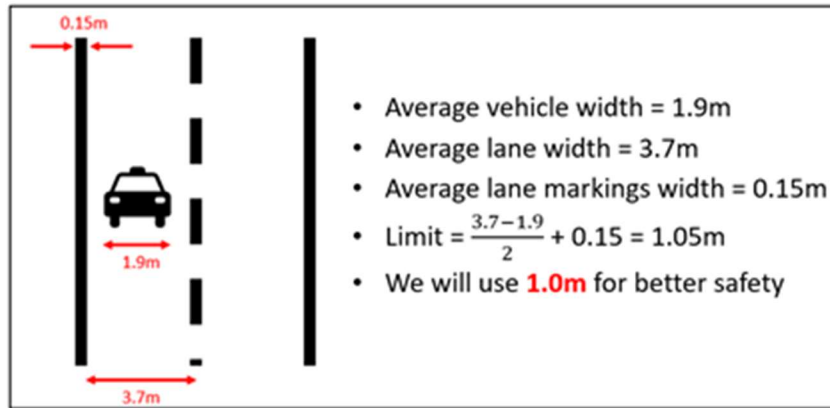 0.15m
1.9m
3.7m
• Average vehicle width = 1.9m
• Average lane width = 3.7m
• Average lane markings width = 0.15m
• Limit = (3.7−1.9)/2 + 0.15 = 1.05m
• We will use 1.0m for better safety